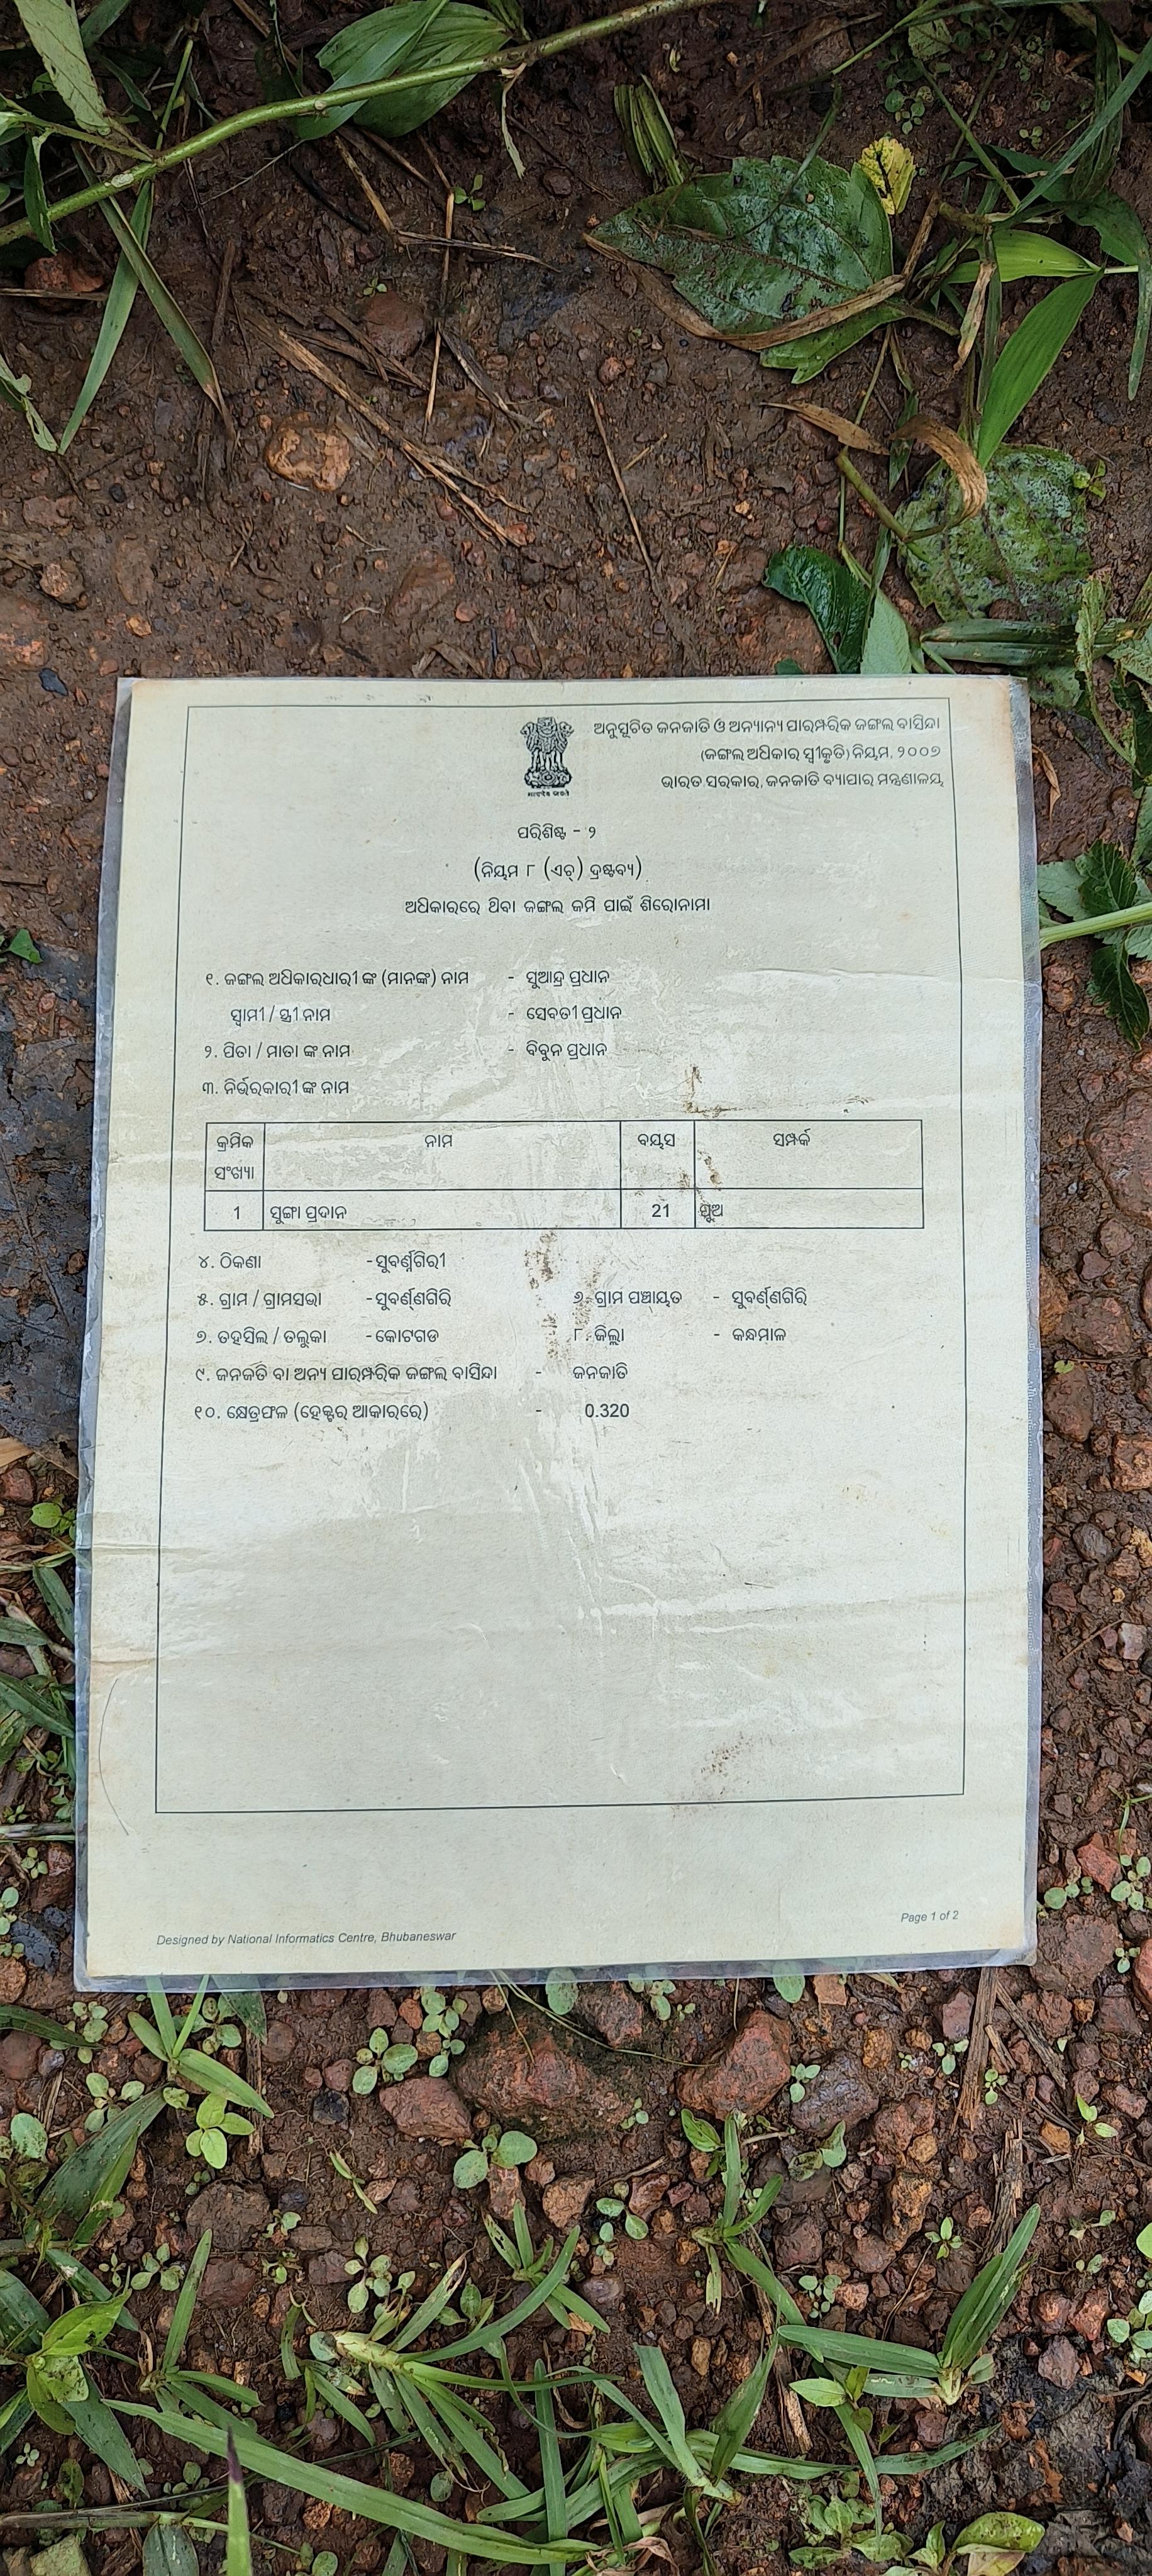 ଅନୁସୂଚିତ ଜନଜାତି ଓ ଅନ୍ୟାନ୍ୟ ପାରମ୍ପରିକ ଜଙ୍ଗଲ ବାସିନ୍ଦା
(ଜଙ୍ଗଲ ଅଧିକାର ସ୍ଵୀକୃତି) ନିୟମ, ୨୦୦୭
ଭାରତ ସରକାର, ଜନଜାତି ବ୍ୟାପାର ମନ୍ତ୍ରଣାଳୟ
ପରିଶିଷ୍ଟ - ୨
(ନିୟମ ୮ (ଏଚ୍) ଦ୍ରଷ୍ଟବ୍ୟ)
ଅଧିକାରରେ ଥିବା ଜଙ୍ଗଲ ଜମି ପାଇଁ ଶିରୋନାମା
୧. ଜଙ୍ଗଲ ଅଧିକାରଧାରୀ ଙ୍କ (ମାନଙ୍କ) ନାମ - ସୁଆନ୍ଦ୍ର ପ୍ରଧାନ
ସ୍ଵାମୀ / ସ୍ତ୍ରୀ ନାମ - ସେବତୀ ପ୍ରଧାନ
୨. ପିତା / ମାତା ଙ୍କ ନାମ - ବିବୁନ ପ୍ରଧାନ
୩. ନିର୍ଭରକାରୀ ଙ୍କ ନାମ
କ୍ରମିକ ସଂଖ୍ୟା ନାମ ବୟସ ସମ୍ପର୍କ
1 ସୁଙ୍ଗା ପ୍ରଦାନ 21 ପୁଅ
୪. ଠିକଣା - ସୁବର୍ଣ୍ଣଗିରୀ
୫. ଗ୍ରାମ / ଗ୍ରାମସଭା - ସୁବର୍ଣ୍ଣଗିରି ୬. ଗ୍ରାମ ପଞ୍ଚାୟତ - ସୁବର୍ଣ୍ଣଗିରି
୭. ତହସିଲ / ତଲୁକା - କୋଟଗଡ ୮. ଜିଲ୍ଲା - କନ୍ଧମାଳ
୯. ଜନଜତି ବା ଅନ୍ୟ ପାରମ୍ପରିକ ଜଙ୍ଗଲ ବାସିନ୍ଦା - ଜନଜାତି
୧୦. କ୍ଷେତ୍ରଫଳ (ହେକ୍ଟର ଆକାରରେ) - 0.320
Page 1 of 2
Designed by National Informatics Centre, Bhubaneswar